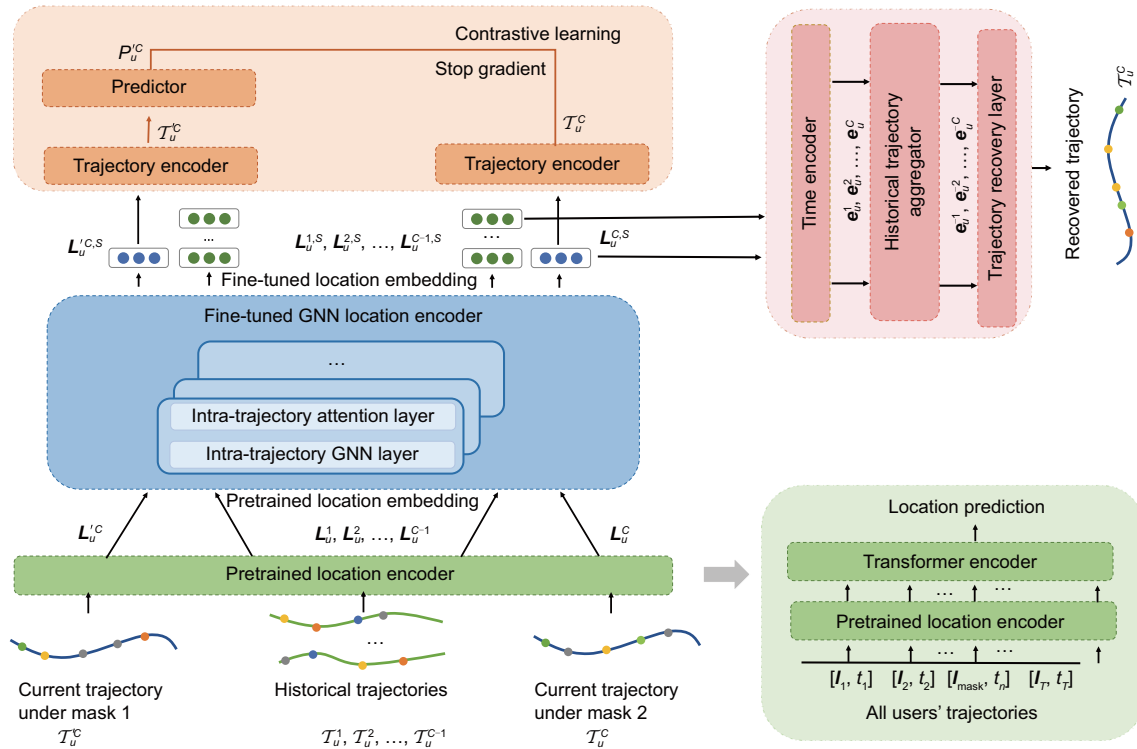 Contrastive learning
P′ᵤᶜ
Stop gradient
Predictor
𝒯′ᵤᶜ
𝒯ᵤᶜ
Trajectory encoder
Trajectory encoder
L′ᵤᶜ,ˢ
...
L_u^{1,S}, L_u^{2,S}, …, L_u^{C-1,S}
...
L_u^{C,S}
Fine-tuned location embedding
Fine-tuned GNN location encoder
...
Intra-trajectory attention layer
Intra-trajectory GNN layer
Pretrained location embedding
L′_u^C
L_u^1, L_u^2, …, L_u^{C-1}
L_u^C
Pretrained location encoder
...
Current trajectory
under mask 1
𝒯′_u^C
Historical trajectories
𝒯_u^1, 𝒯_u^2, …, 𝒯_u^{C-1}
Current trajectory
under mask 2
𝒯_u^C
Time encoder
e_u^1, e_u^2, …, e_u^C
Historical trajectory
aggregator
e_u^{-1}, e_u^{-2}, …, e_u^{-C}
Trajectory recovery layer
Recovered trajectory
𝒯_u^C
Location prediction
Transformer encoder
... ...
Pretrained location encoder
... ...
[l_1, t_1] [l_2, t_2] [l_mask, t_n] [l_T, t_T]
All users’ trajectories